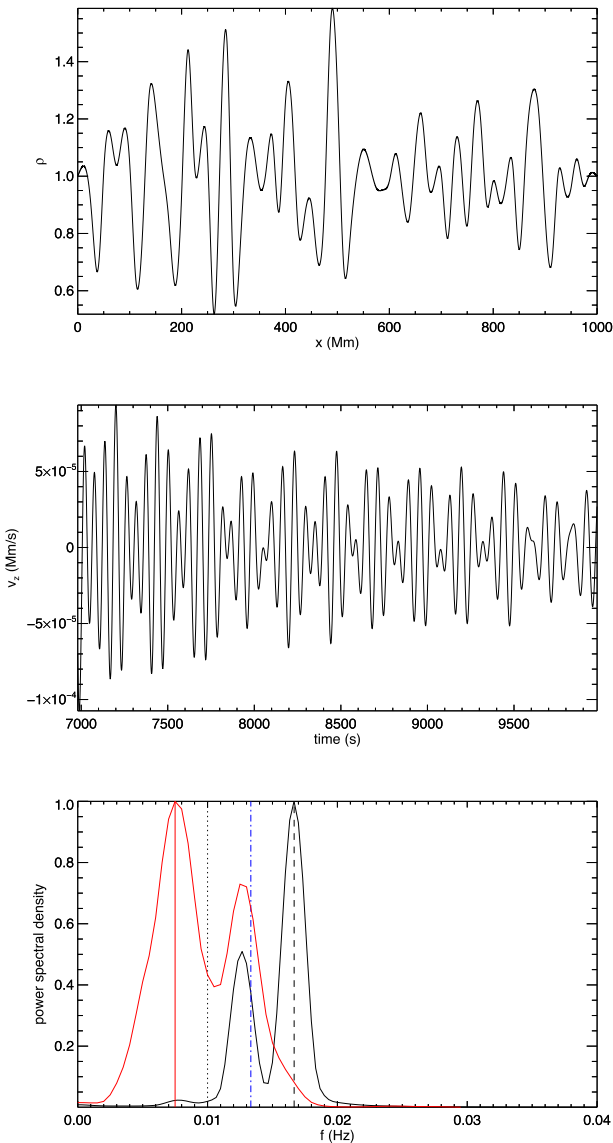 1.4
1.2
1.0
0.8
0.6
ρ
0 200 400 600 800 1000
x (Mm)
5×10⁻⁵
0
−5×10⁻⁵
−1×10⁻⁴
v_z (Mm/s)
7000 7500 8000 8500 9000 9500
time (s)
1.0
0.8
0.6
0.4
0.2
power spectral density
0.00 0.01 0.02 0.03 0.04
f (Hz)